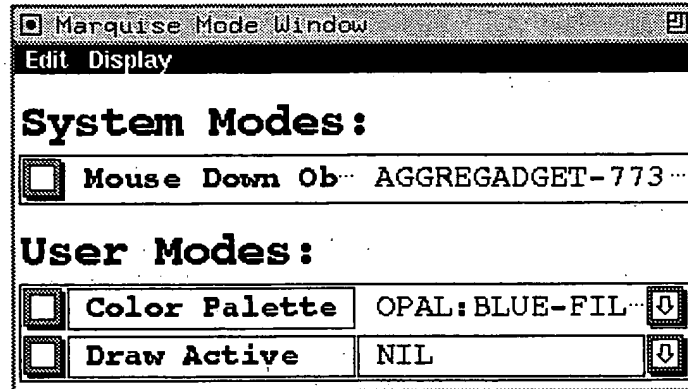 Marquise Mode Window
Edit Display
System Modes:
Mouse Down Ob... AGGREGADGET-773...
User Modes:
Color Palette OPAL:BLUE-FIL...
Draw Active NIL